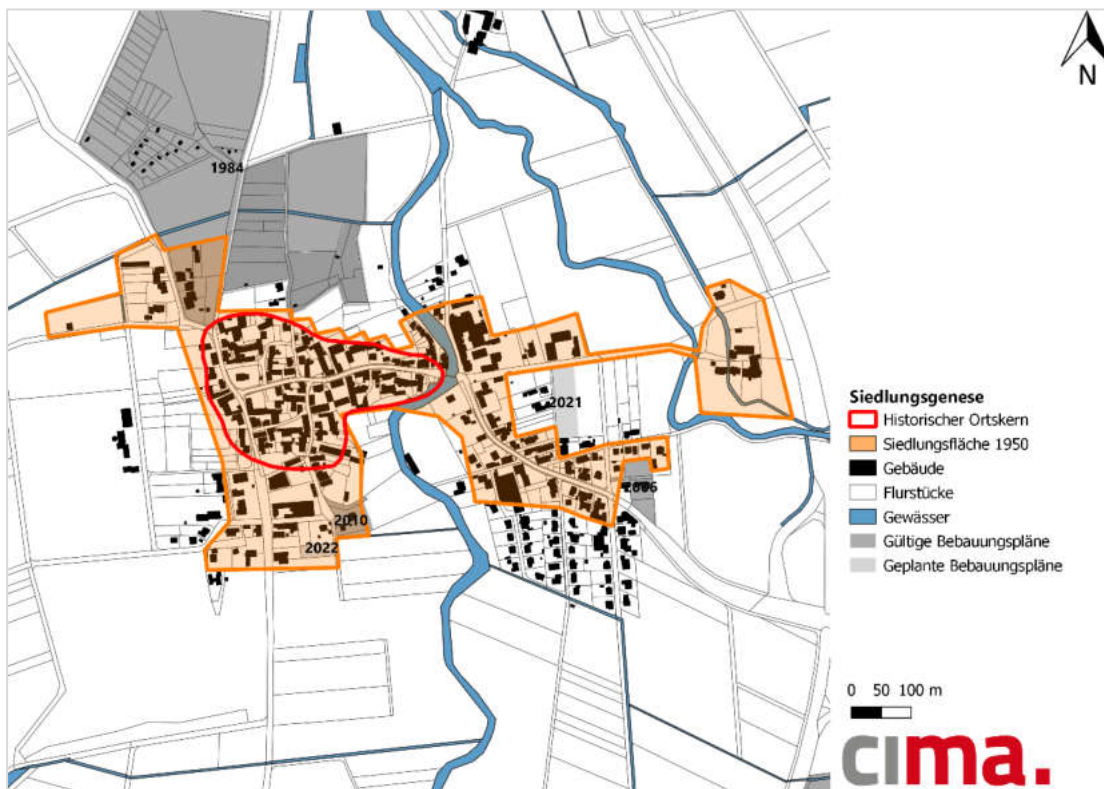 N
1984
2021
2006
2010
2022
Siedlungsgenese
Historischer Ortskern
Siedlungsfläche 1950
Gebäude
Flurstücke
Gewässer
Gültige Bebauungspläne
Geplante Bebauungspläne
0 50 100 m
cima.